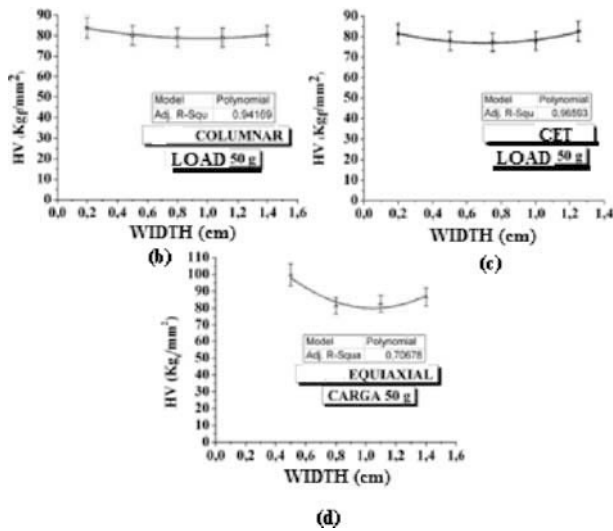 HV (Kgf/mm²)
90
80
70
60
50
40
30
20
10
0
Model Polynomial
Adj. R-Squ 0,94169
COLUMNAR
LOAD 50 g
0,0 0,2 0,4 0,6 0,8 1,0 1,2 1,4 1,6
WIDTH (cm)
(b)
HV (Kgf/mm²)
90
80
70
60
50
40
30
20
10
0
Model Polynomial
Adj. R-Squ 0,96893
CET
LOAD 50 g
0,0 0,2 0,4 0,6 0,8 1,0 1,2 1,4
WIDTH (cm)
(c)
HV (Kgf/mm²)
110
100
90
80
70
60
50
40
30
20
10
0
Model Polynomial
Adj. R-Squa 0,70678
EQUIAXIAL
CARGA 50 g
0,0 0,2 0,4 0,6 0,8 1,0 1,2 1,4 1,6
WIDTH (cm)
(d)